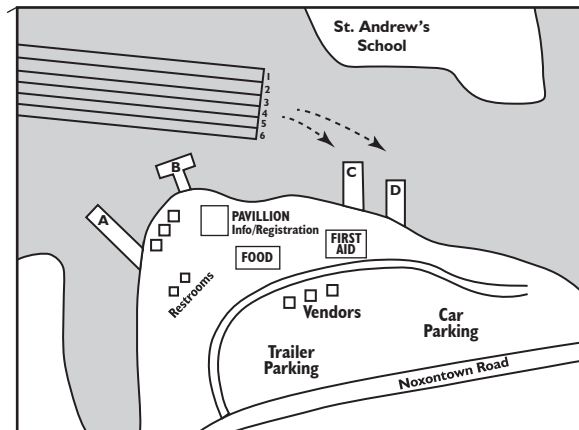 St. Andrew's
School
1
2
3
4
5
6
B
C
D
A
PAVILLION
Info/Registration
FIRST
AID
FOOD
Restrooms
Vendors
Car
Parking
Trailer
Parking
Noxontown Road